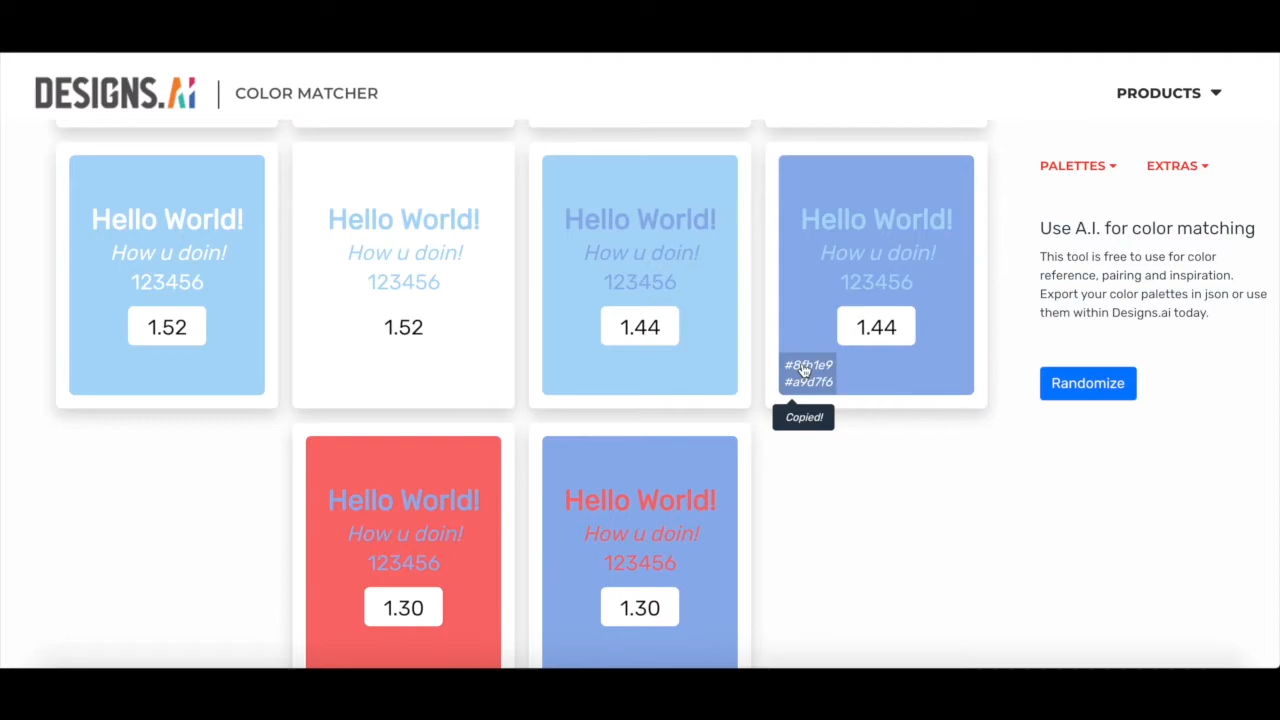 DESIGNS.Ai
COLOR MATCHER
PRODUCTS
Hello World!
How u doin!
123456
1.52
Hello World!
How u doin!
123456
1.52
Hello World!
How u doin!
123456
1.44
Hello World!
How u doin!
123456
1.44
#a9d7f6
Copied!
Hello World!
How u doin!
123456
1.30
Hello World!
How u doin!
123456
1.30
PALETTES
EXTRAS
Use A.I. for color matching
This tool is free to use for color
reference, pairing and inspiration.
Export your color palettes in json or use
them within Designs.ai today.
Randomize